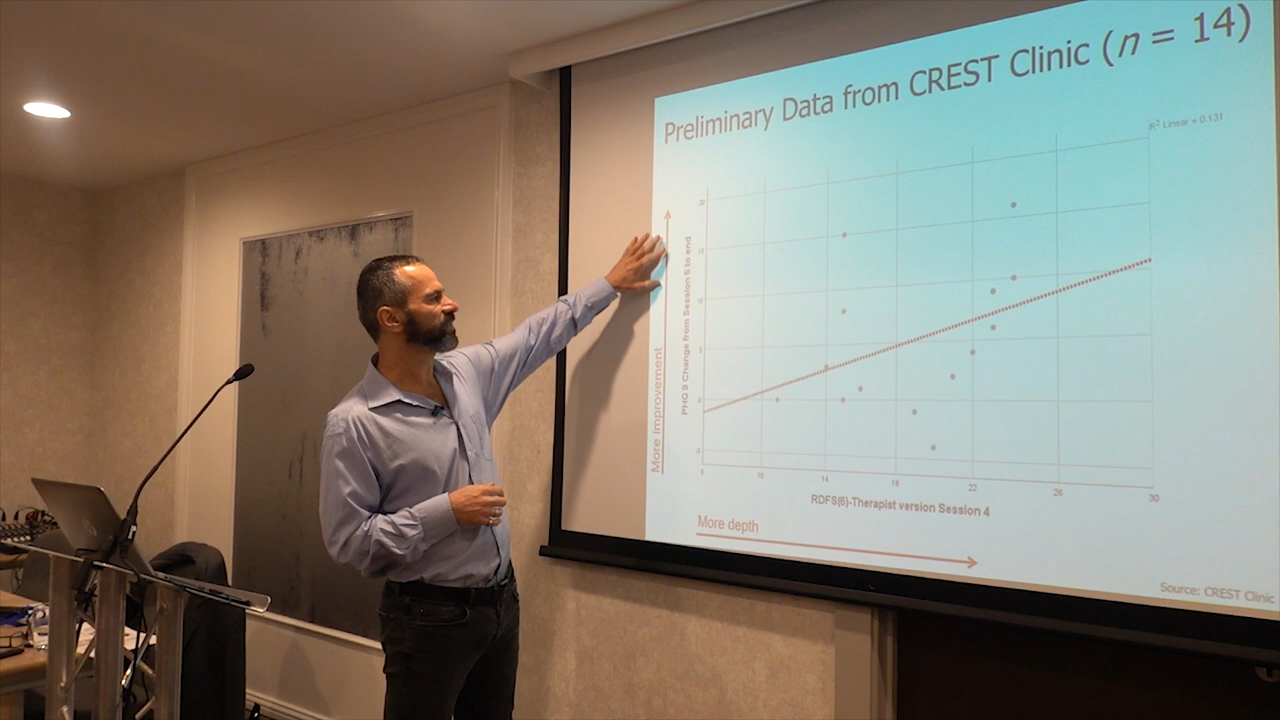 Preliminary Data from CREST Clinic (n = 14)
R² Linear = 0.131
More improvement
PHQ 9 Change from Session 5 to end
20
15
10
5
0
-5
10
14
18
22
26
30
RDFS(6)-Therapist version Session 4
More depth
Source: CREST Clinic